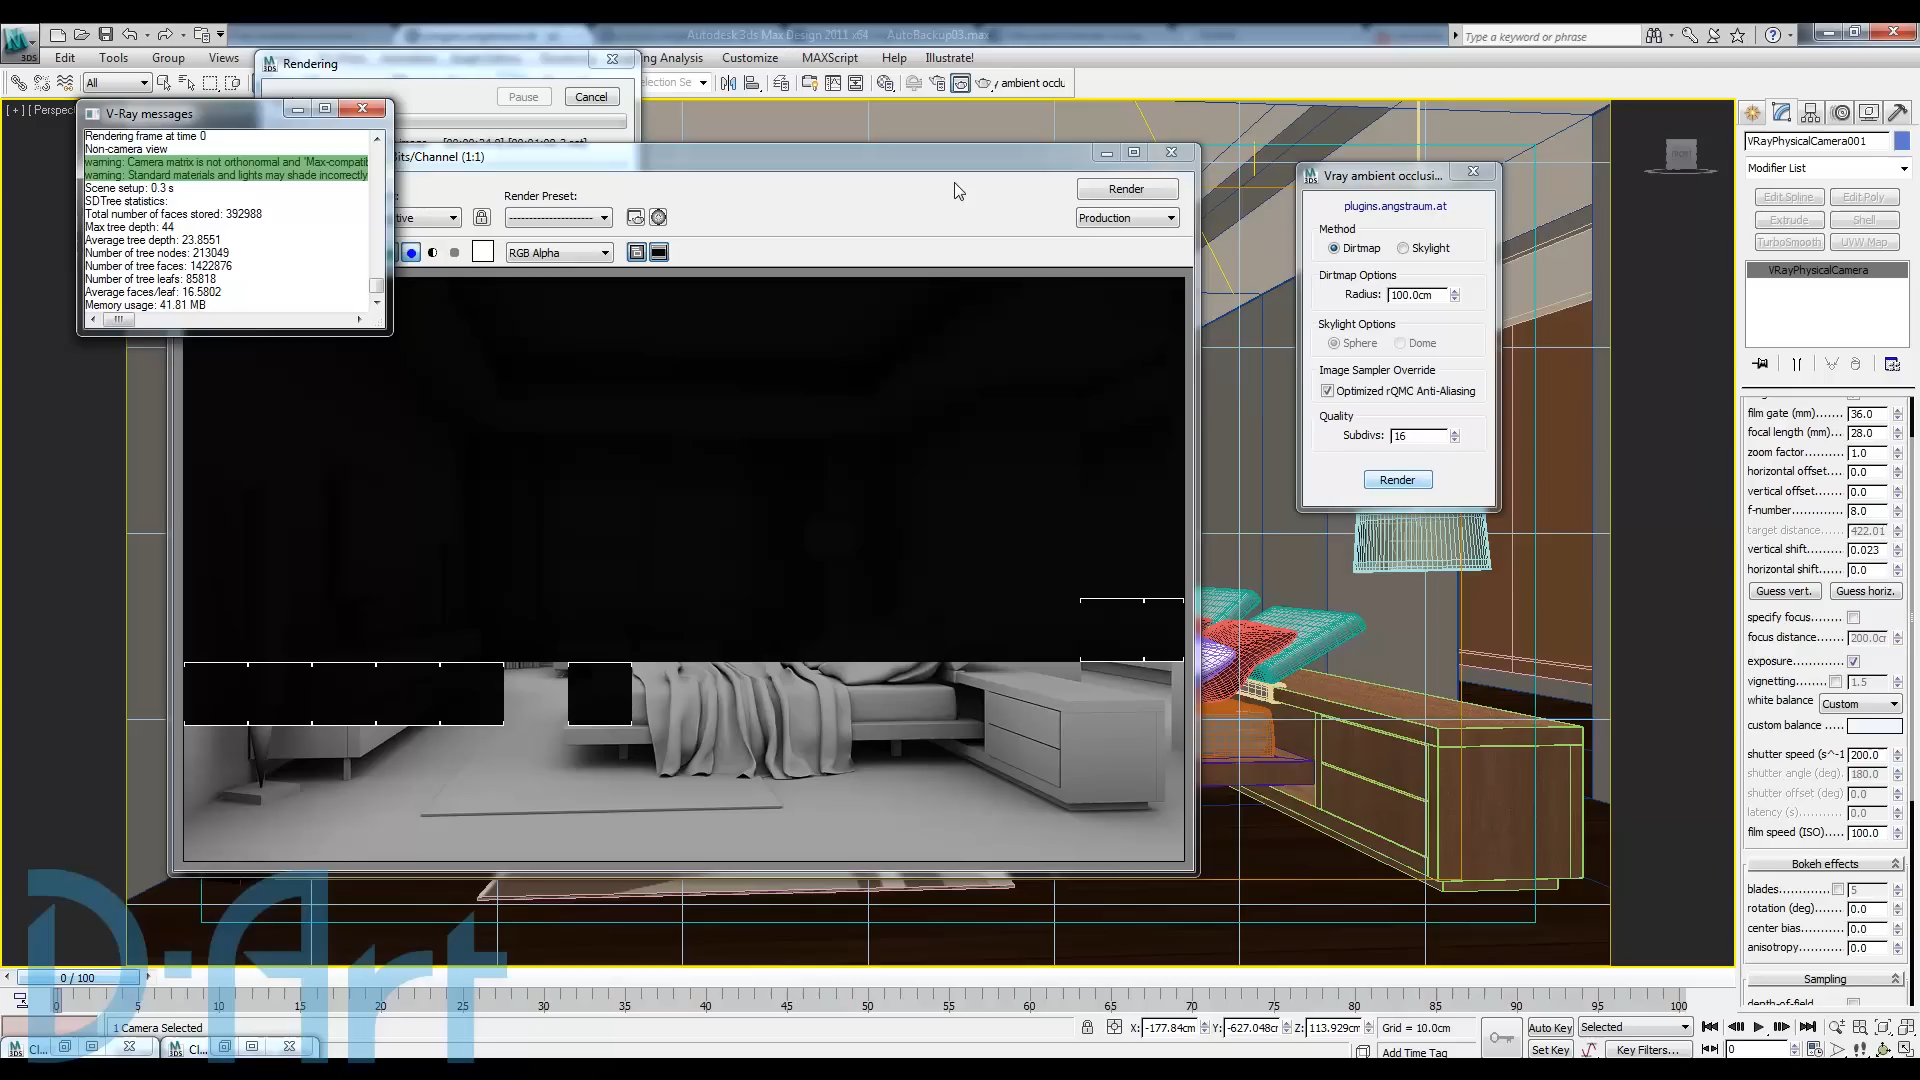 Autodesk 3ds Max Design 2011 x64 AutoBackup03.max
Type a keyword or phrase
Edit Tools Group Views
ng Analysis Customize MAXScript Help Illustrate!
All
ambient occlu
[ + ] [ Perspec
Rendering
Pause Cancel
V-Ray messages
Rendering frame at time 0
Non-camera view
warning: Camera matrix is not orthonormal and "Max-compatib
warning: Standard materials and lights may shade incorrectly
Scene setup: 0.3 s
SDTree statistics:
Total number of faces stored: 392988
Max tree depth: 44
Average tree depth: 23.8551
Number of tree nodes: 213049
Number of tree faces: 1422876
Number of tree leafs: 85818
Average faces/leaf: 16.5802
Memory usage: 41.81 MB
Bits/Channel (1:1)
Render Preset:
Render
tive
Production
RGB Alpha
Vray ambient occlusi...
plugins.angstraum.at
Method
Dirtmap Skylight
Dirtmap Options
Radius: 100.0cm
Skylight Options
Sphere Dome
Image Sampler Override
Optimized rQMC Anti-Aliasing
Quality
Subdivs: 16
Render
FRONT
VRayPhysicalCamera001
Modifier List
Edit Spline Edit Poly
Extrude Shell
TurboSmooth UVW Map
VRayPhysicalCamera
film gate (mm)....... 36.0
focal length (mm)... 28.0
zoom factor.......... 1.0
horizontal offset.... 0.0
vertical offset....... 0.0
f-number.............. 8.0
target distance....... 422.01
vertical shift.......... 0.023
horizontal shift....... 0.0
Guess vert. Guess horiz.
specify focus.........
focus distance....... 200.0cr
exposure..............
vignetting........ 1.5
white balance Custom
custom balance .....
shutter speed (s^-1 200.0
shutter angle (deg). 180.0
shutter offset (deg) 0.0
latency (s)........... 0.0
film speed (ISO)..... 100.0
Bokeh effects
blades............. 5
rotation (deg)....... 0.0
center bias........... 0.0
anisotropy............ 0.0
Sampling
depth-of-field
D-Art
0 / 100
0 5 10 15 20 25 30 35 40 45 50 55 60 65 70 75 80 85 90 95 100
1 Camera Selected
X: -177.84cm Y: -627.048cr Z: 113.929cm Grid = 10.0cm
Auto Key Selected
Cl... Cl...
Add Time Tag
Set Key Key Filters... 0